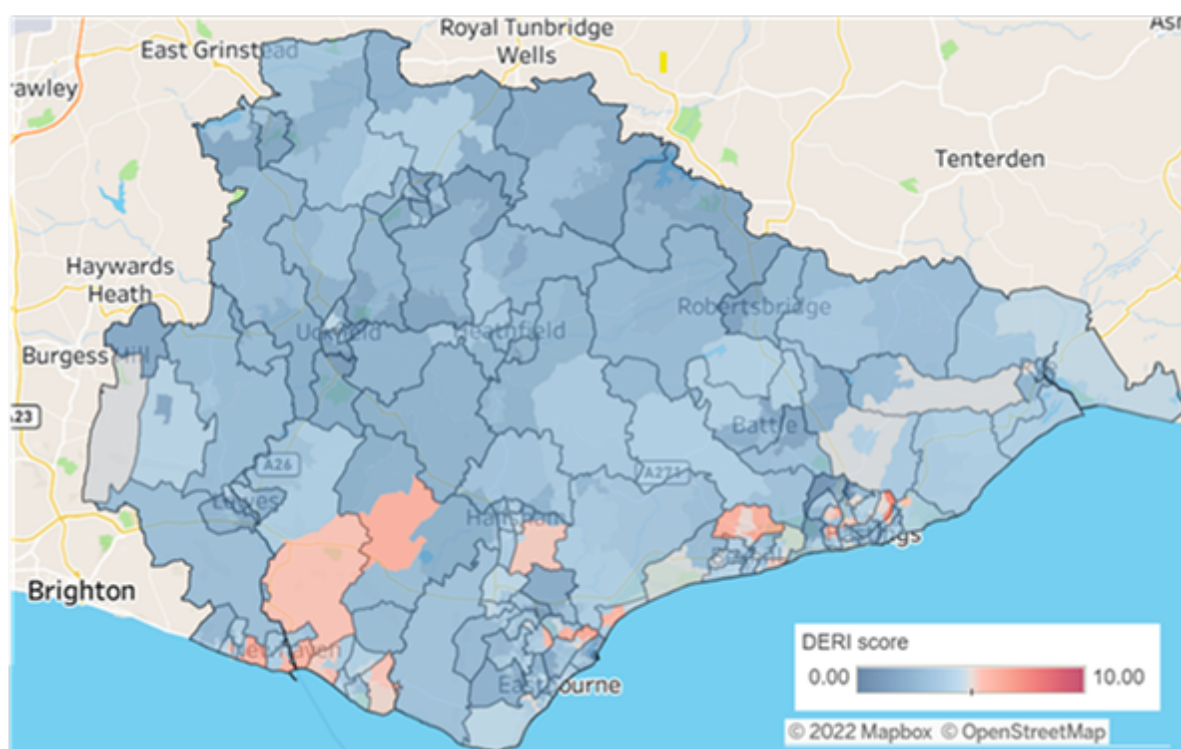 Royal Tunbridge
Wells
East Grinstead
rawley
Tenterden
Haywards
Heath
Robertsbridge
Uckfield
Heathfield
Burgess Hill
A23
Battle
A26
A271
Lewes
Hailsham
Hastings
Bexhill
Brighton
Newhaven
Eastbourne
DERI score
0.00
10.00
© 2022 Mapbox © OpenStreetMap